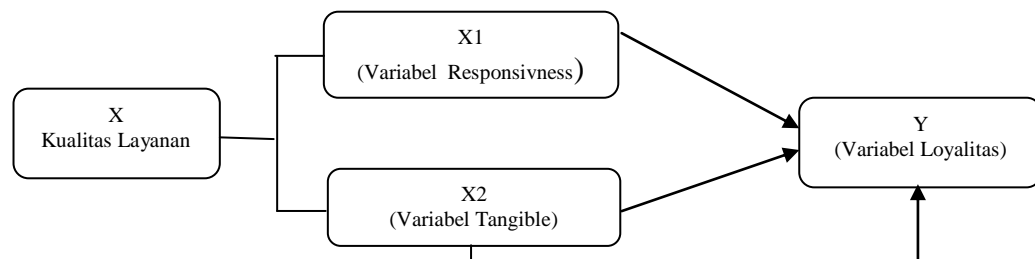 X
Kualitas Layanan
X1
(Variabel Responsivness)
X2
(Variabel Tangible)
Y
(Variabel Loyalitas)